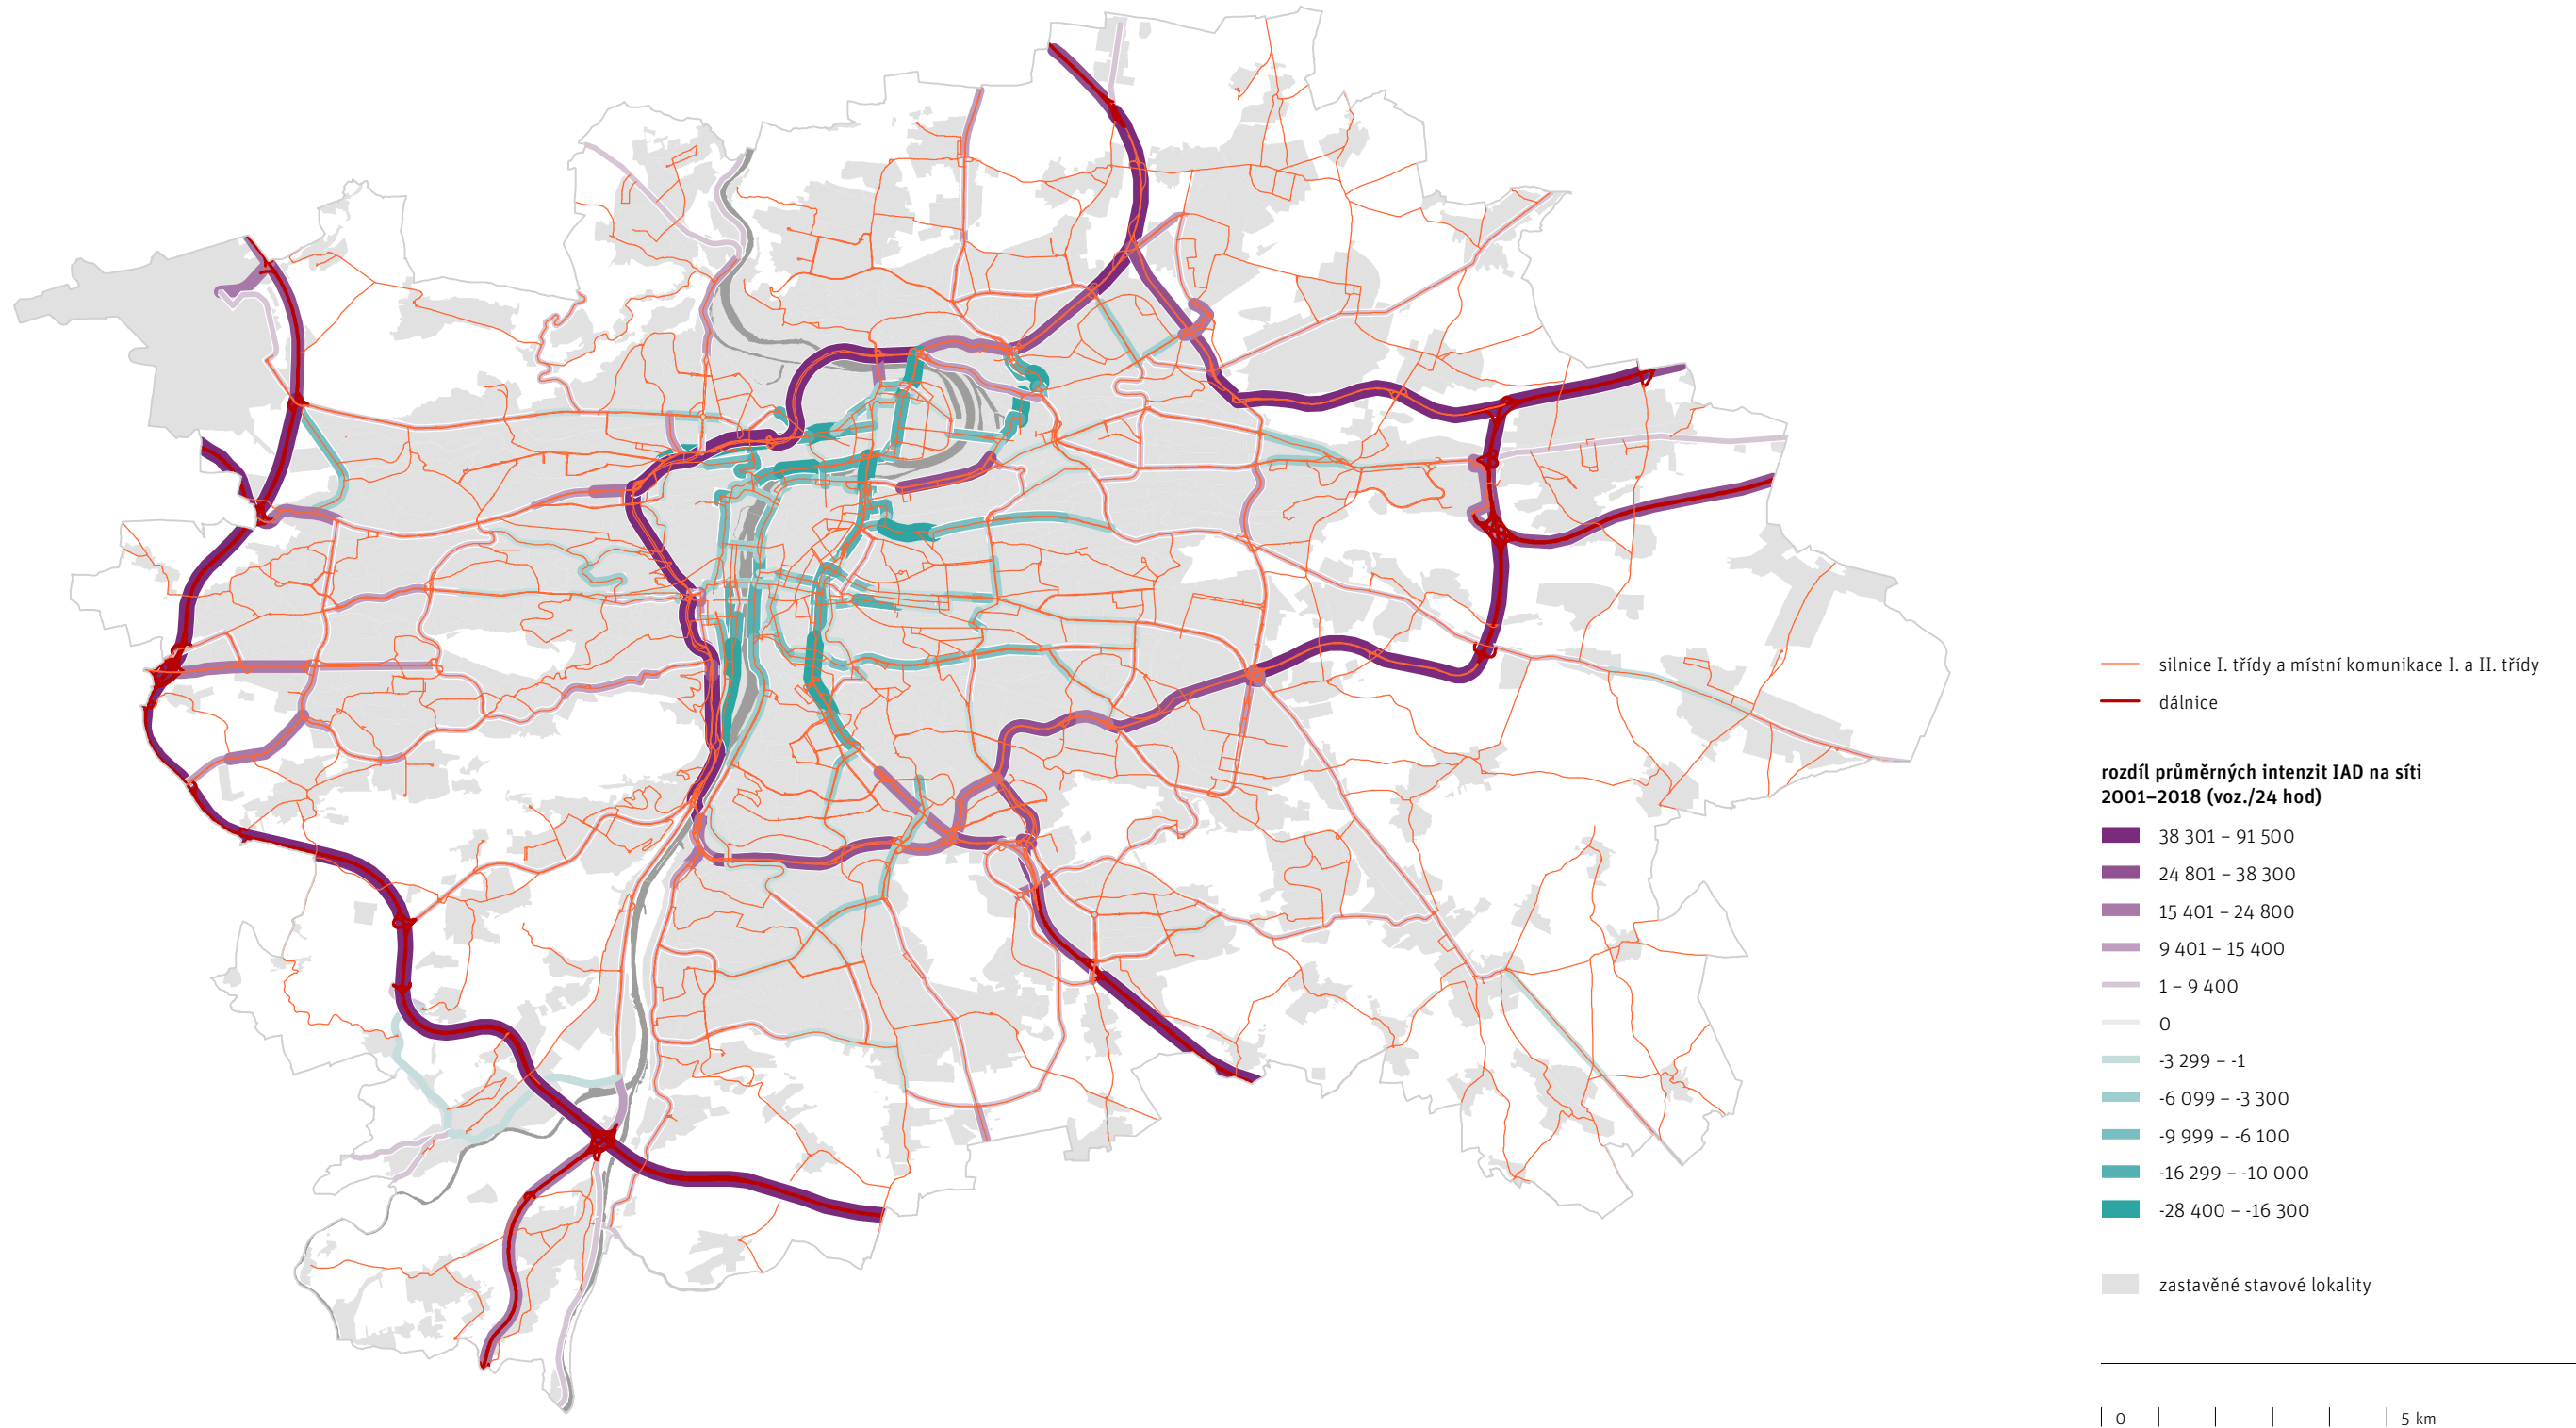 silnice I. třídy a místní komunikace I. a II. třídy
dálnice
rozdíl průměrných intenzit IAD na síti
2001–2018 (voz./24 hod)
38 301 – 91 500
24 801 – 38 300
15 401 – 24 800
9 401 – 15 400
1 – 9 400
0
-3 299 – -1
-6 099 – -3 300
-9 999 – -6 100
-16 299 – -10 000
-28 400 – -16 300
zastavěné stavové lokality
0 5 km